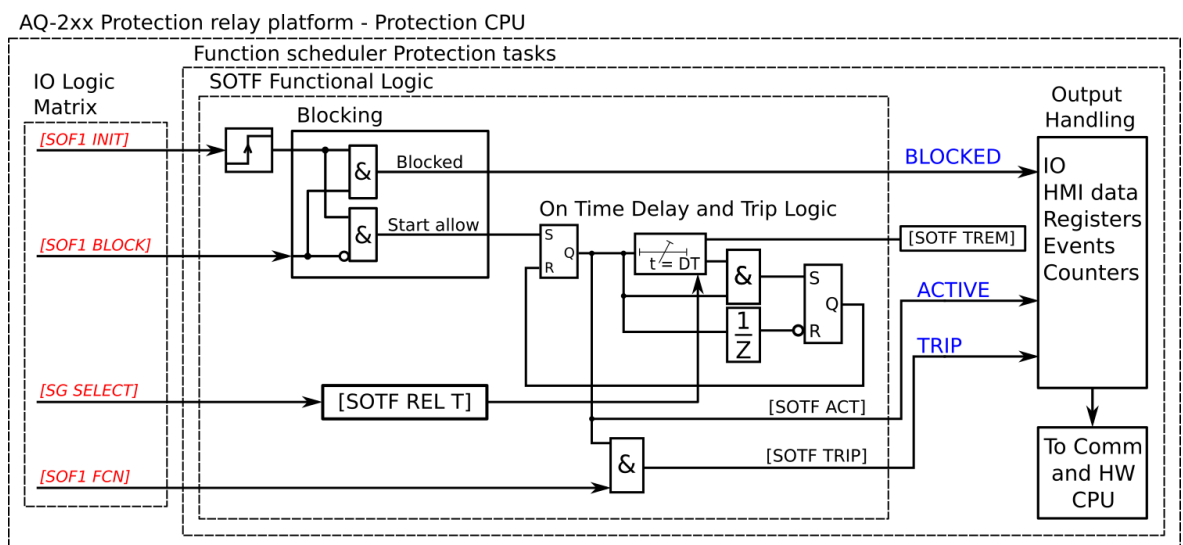 AQ-2xx Protection relay platform - Protection CPU
Function scheduler Protection tasks
SOTF Functional Logic
IO Logic
Matrix
[SOF1 INIT]
[SOF1 BLOCK]
[SG SELECT]
[SOF1 FCN]
Blocking
&
Blocked
&
Start allow
On Time Delay and Trip Logic
S
Q
R
t = DT
&
1
Z
S
Q
R
[SOTF REL T]
&
[SOTF ACT]
[SOTF TRIP]
BLOCKED
[SOTF TREM]
ACTIVE
TRIP
Output
Handling
IO
HMI data
Registers
Events
Counters
To Comm
and HW
CPU